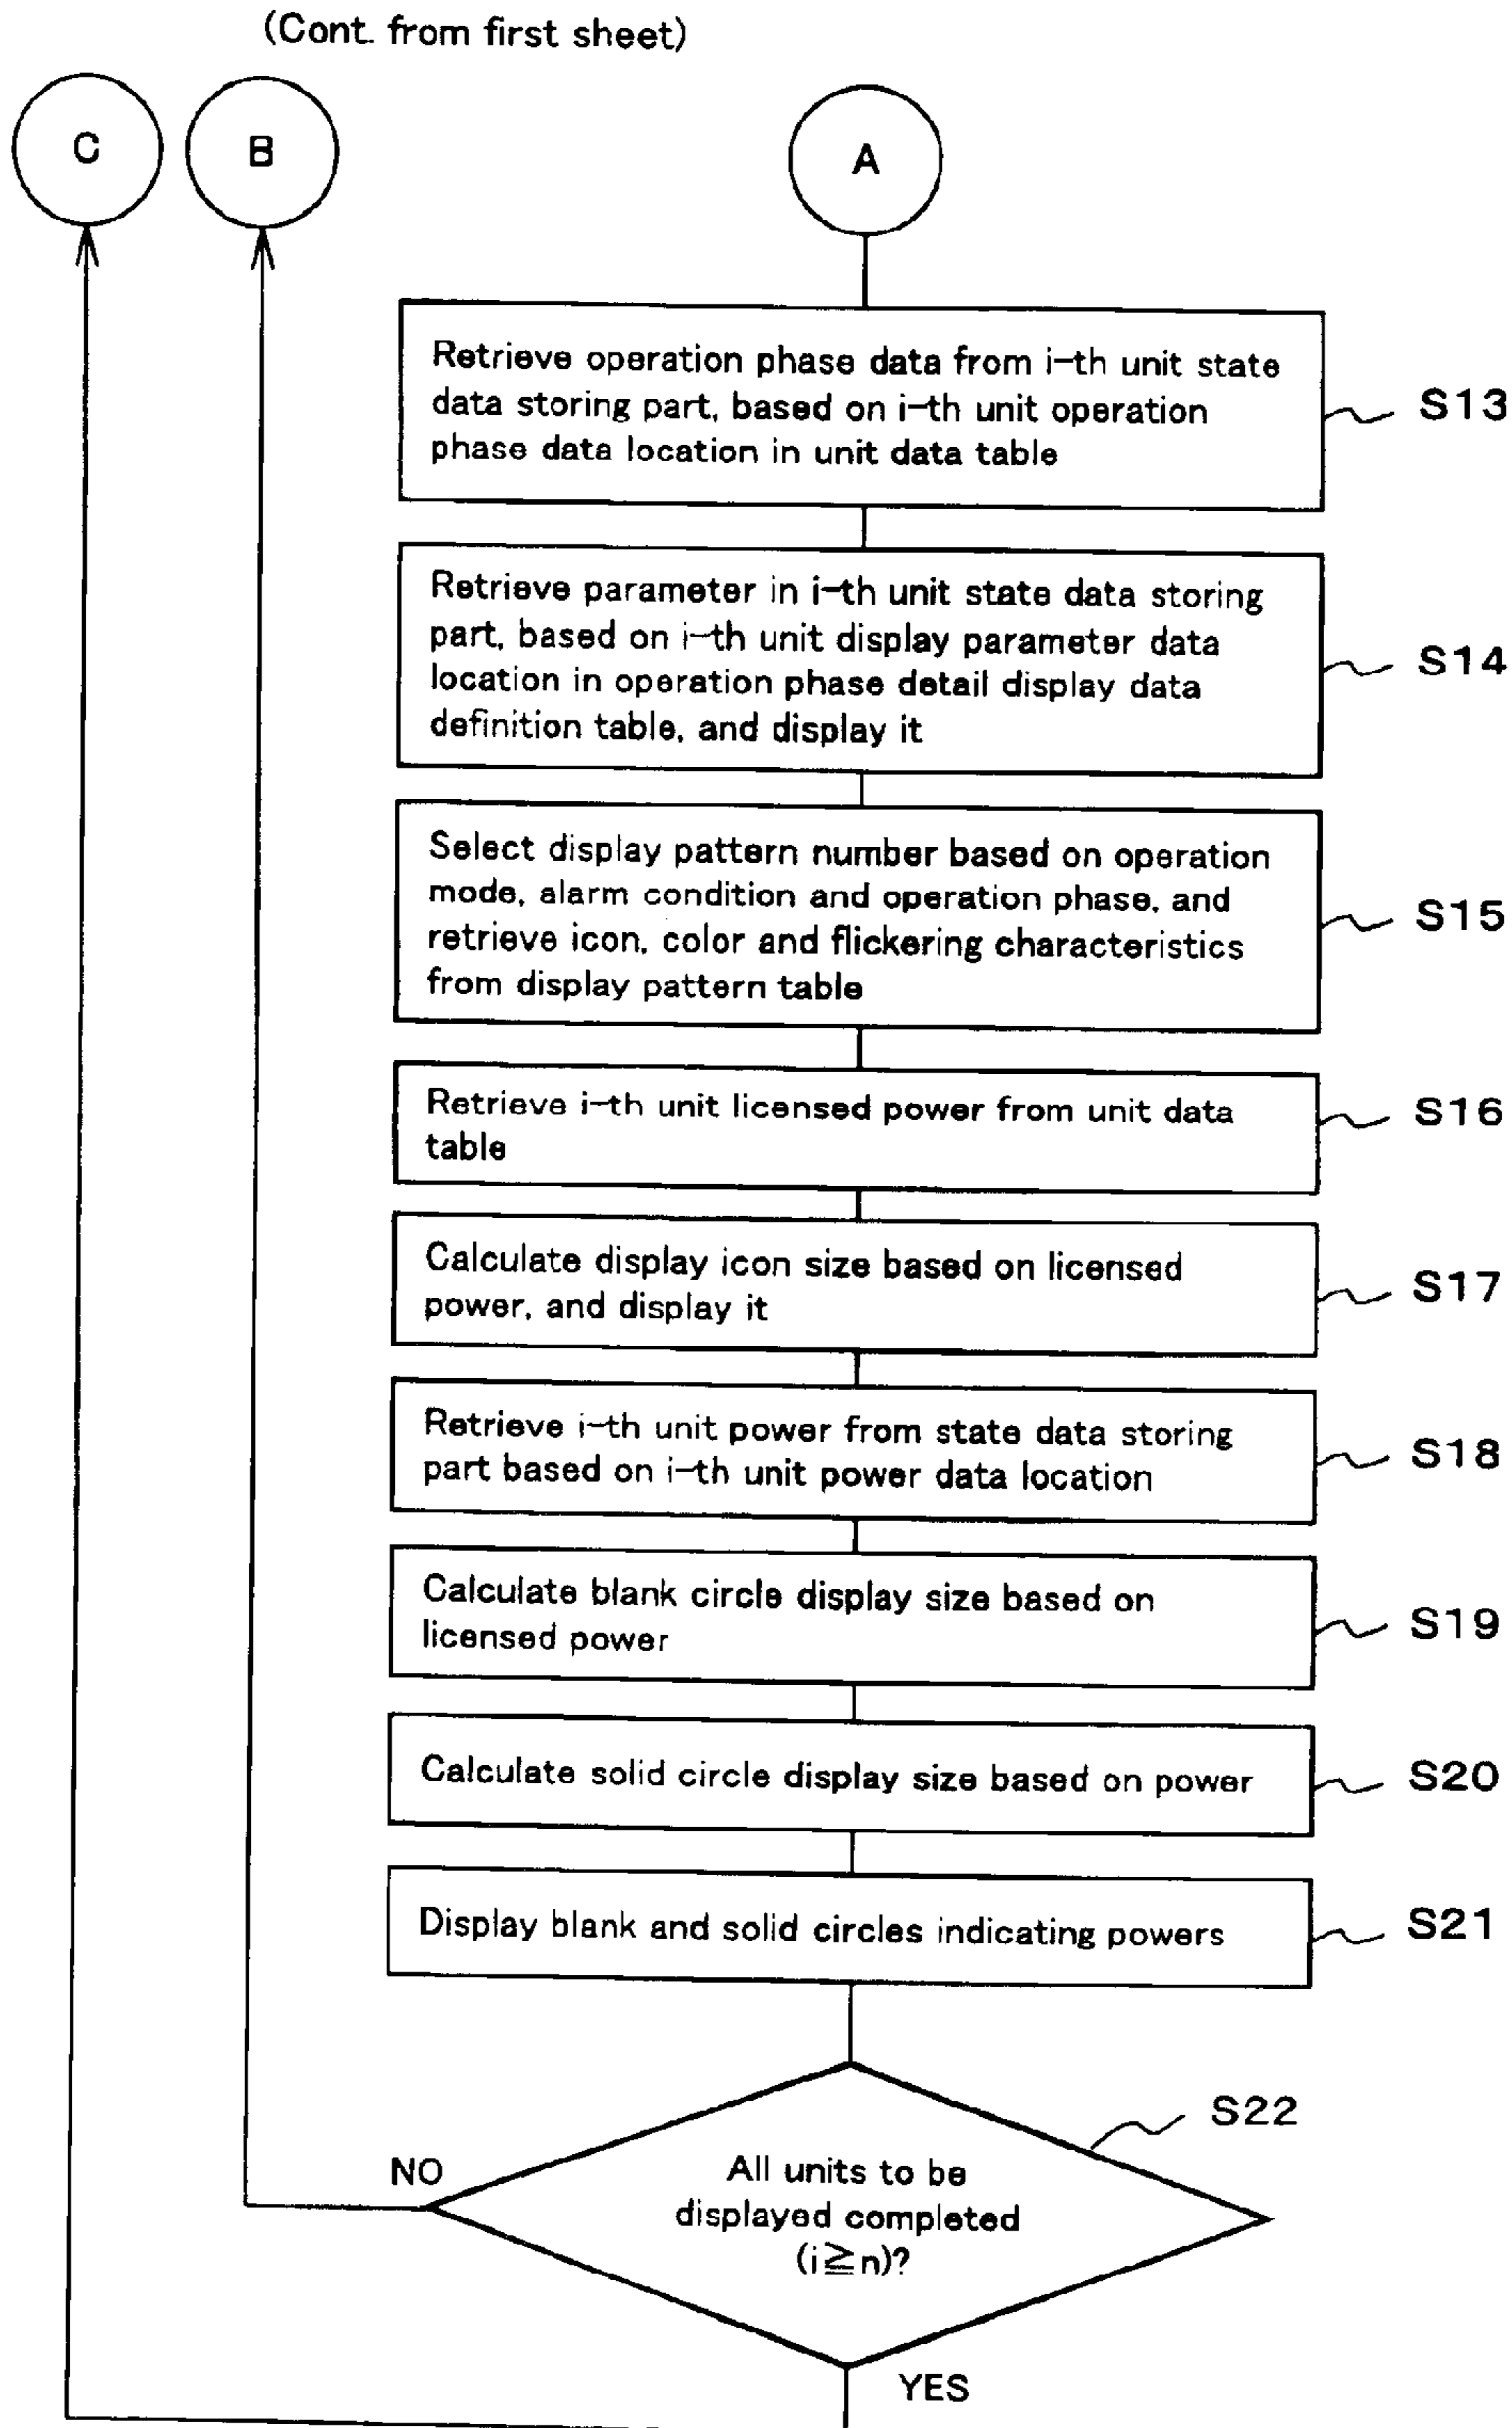 (Cont. from first sheet)
C
B
A
Retrieve operation phase data from i-th unit state
data storing part, based on i-th unit operation
phase data location in unit data table
S13
Retrieve parameter in i-th unit state data storing
part, based on i-th unit display parameter data
location in operation phase detail display data
definition table, and display it
S14
Select display pattern number based on operation
mode, alarm condition and operation phase, and
retrieve icon, color and flickering characteristics
from display pattern table
S15
Retrieve i-th unit licensed power from unit data
table
S16
Calculate display icon size based on licensed
power, and display it
S17
Retrieve i-th unit power from state data storing
part based on i-th unit power data location
S18
Calculate blank circle display size based on
licensed power
S19
Calculate solid circle display size based on power
S20
Display blank and solid circles indicating powers
S21
S22
NO
All units to be
displayed completed
(i≧n)?
YES